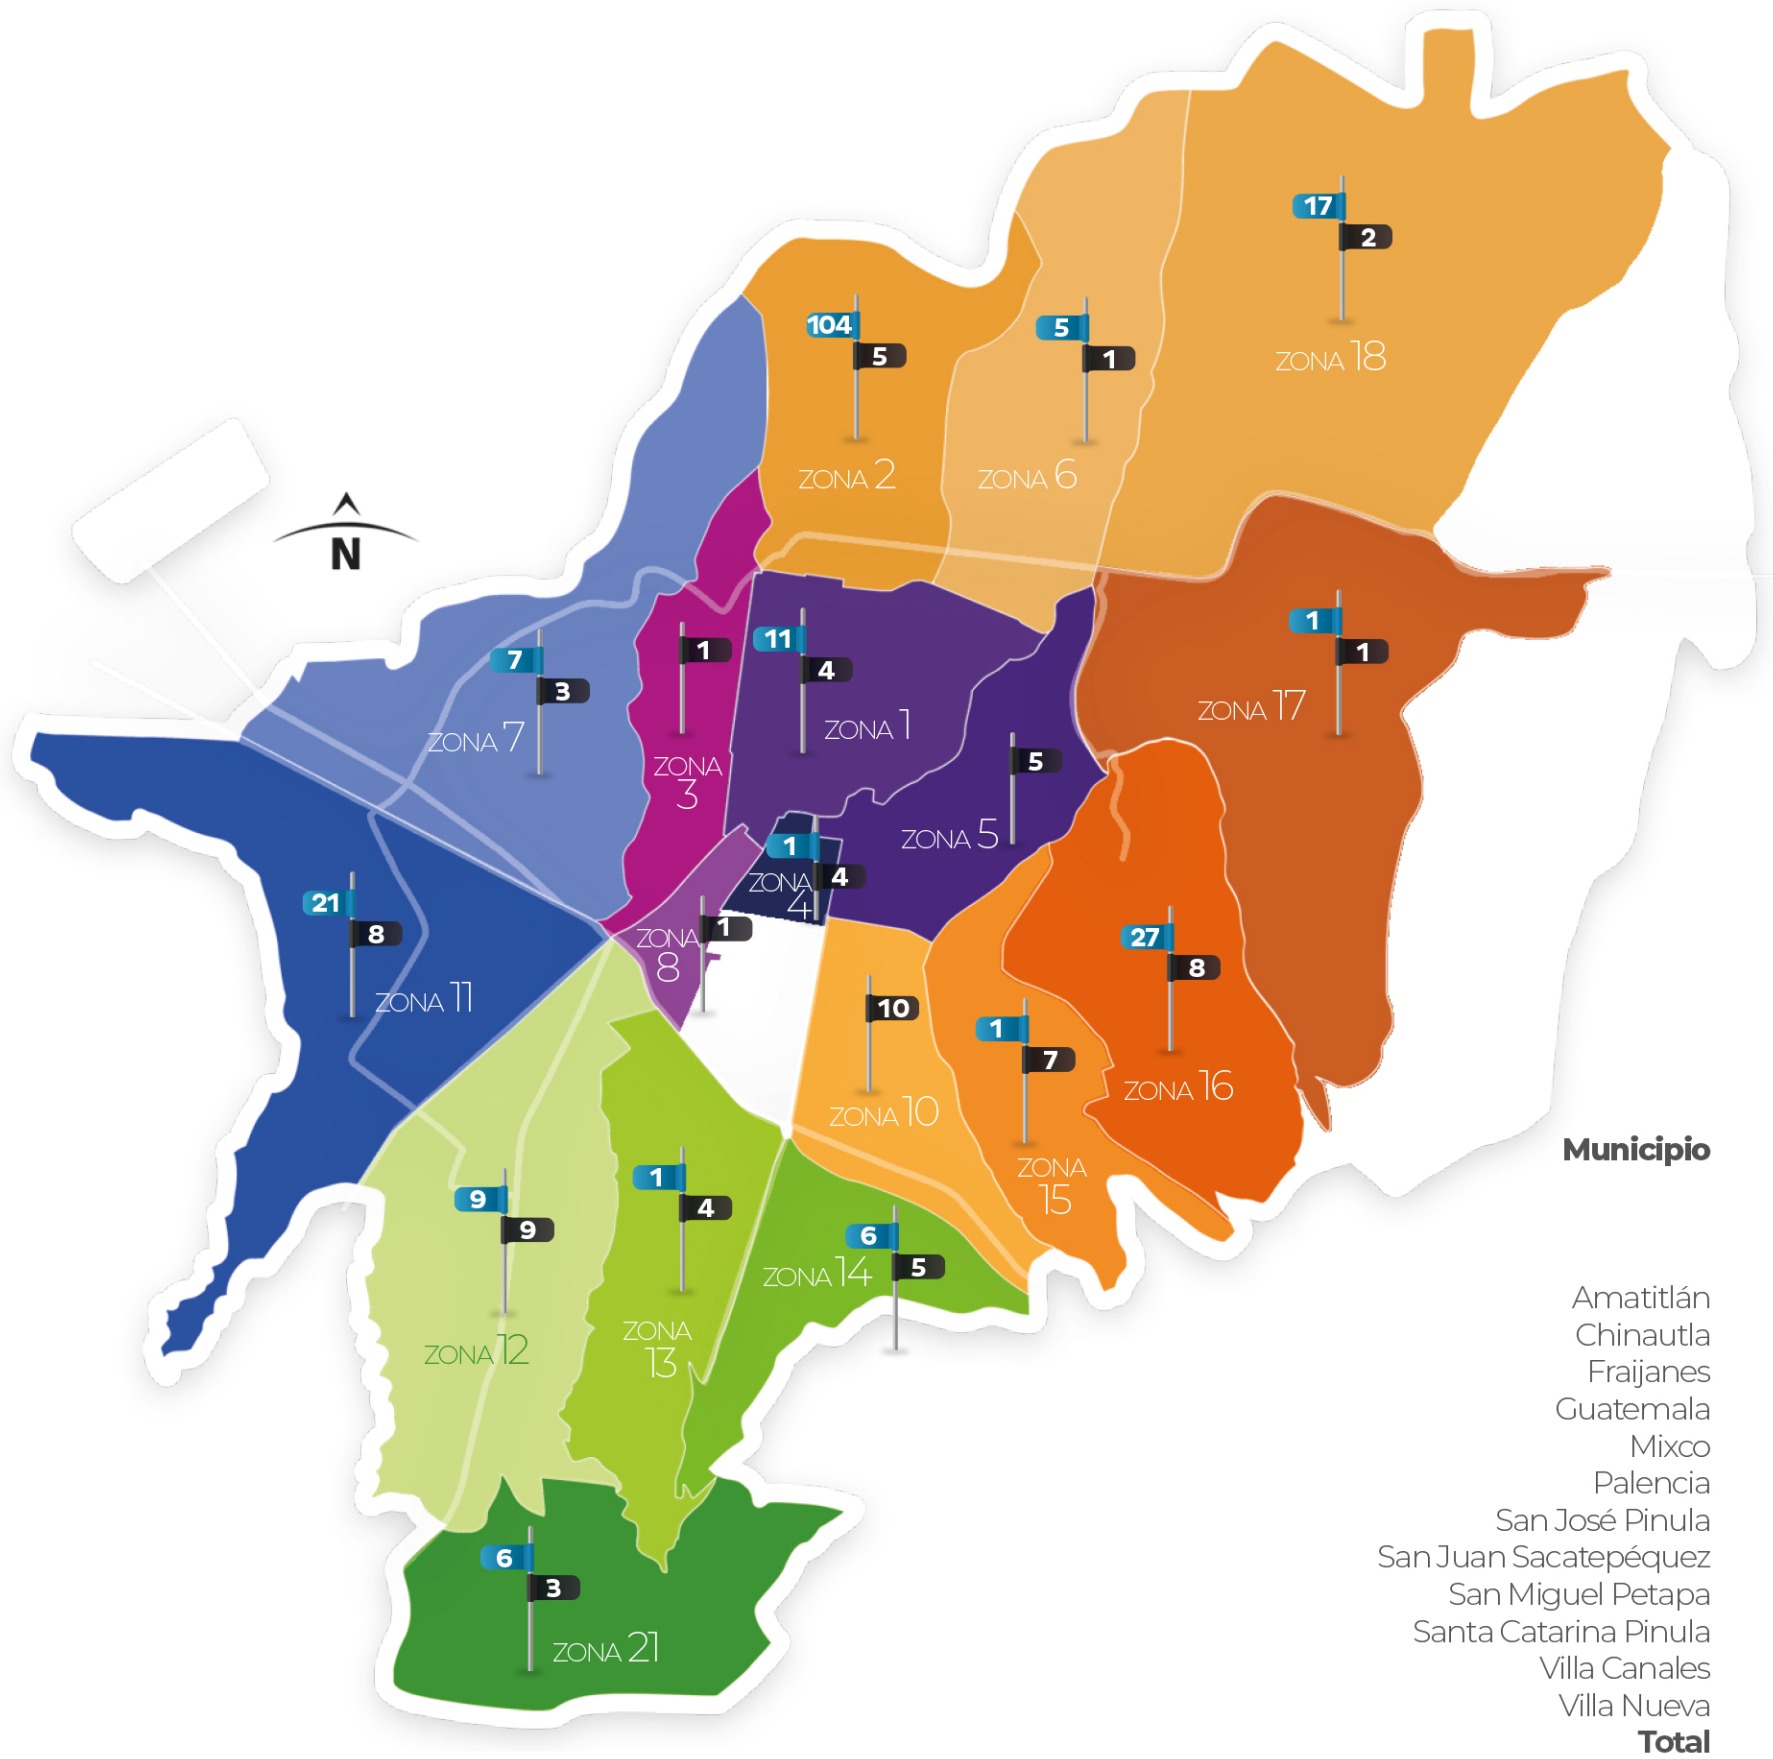 17
2
104
5
5
1
ZONA 18
ZONA 2
ZONA 6
N
1
1
7
3
1
11
4
ZONA 17
ZONA 7
ZONA 1
ZONA
3
5
ZONA 5
1
4
ZONA
4
21
8
1
ZONA
8
27
8
ZONA 11
10
1
7
ZONA 16
ZONA 10
ZONA
15
9
9
1
4
6
5
ZONA 14
ZONA 12
ZONA
13
6
3
ZONA 21
Municipio
Amatitlán
Chinautla
Fraijanes
Guatemala
Mixco
Palencia
San José Pinula
San Juan Sacatepéquez
San Miguel Petapa
Santa Catarina Pinula
Villa Canales
Villa Nueva
Total